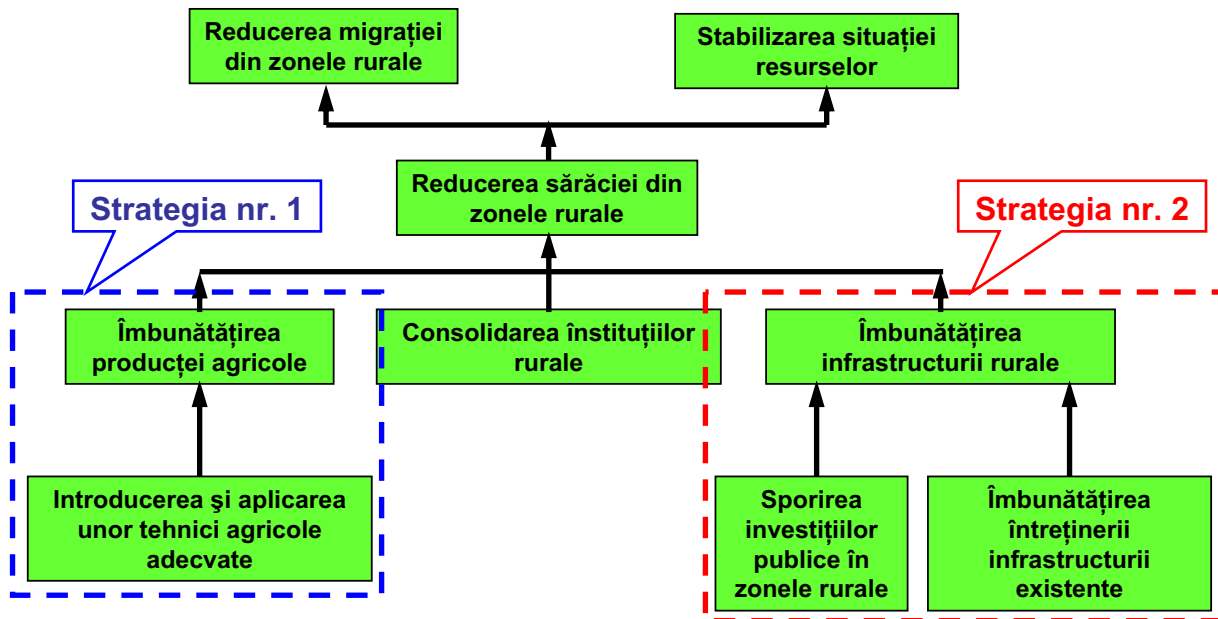 Reducerea migrației
din zonele rurale
Stabilizarea situației
resurselor
Reducerea sărăciei din
zonele rurale
Strategia nr. 1
Strategia nr. 2
Îmbunătățirea
producței agricole
Consolidarea înstituțiilor
rurale
Îmbunătățirea
infrastructurii rurale
Introducerea şi aplicarea
unor tehnici agricole
adecvate
Sporirea
investițiilor
publice în
zonele rurale
Îmbunătățirea
întreținerii
infrastructurii
existente